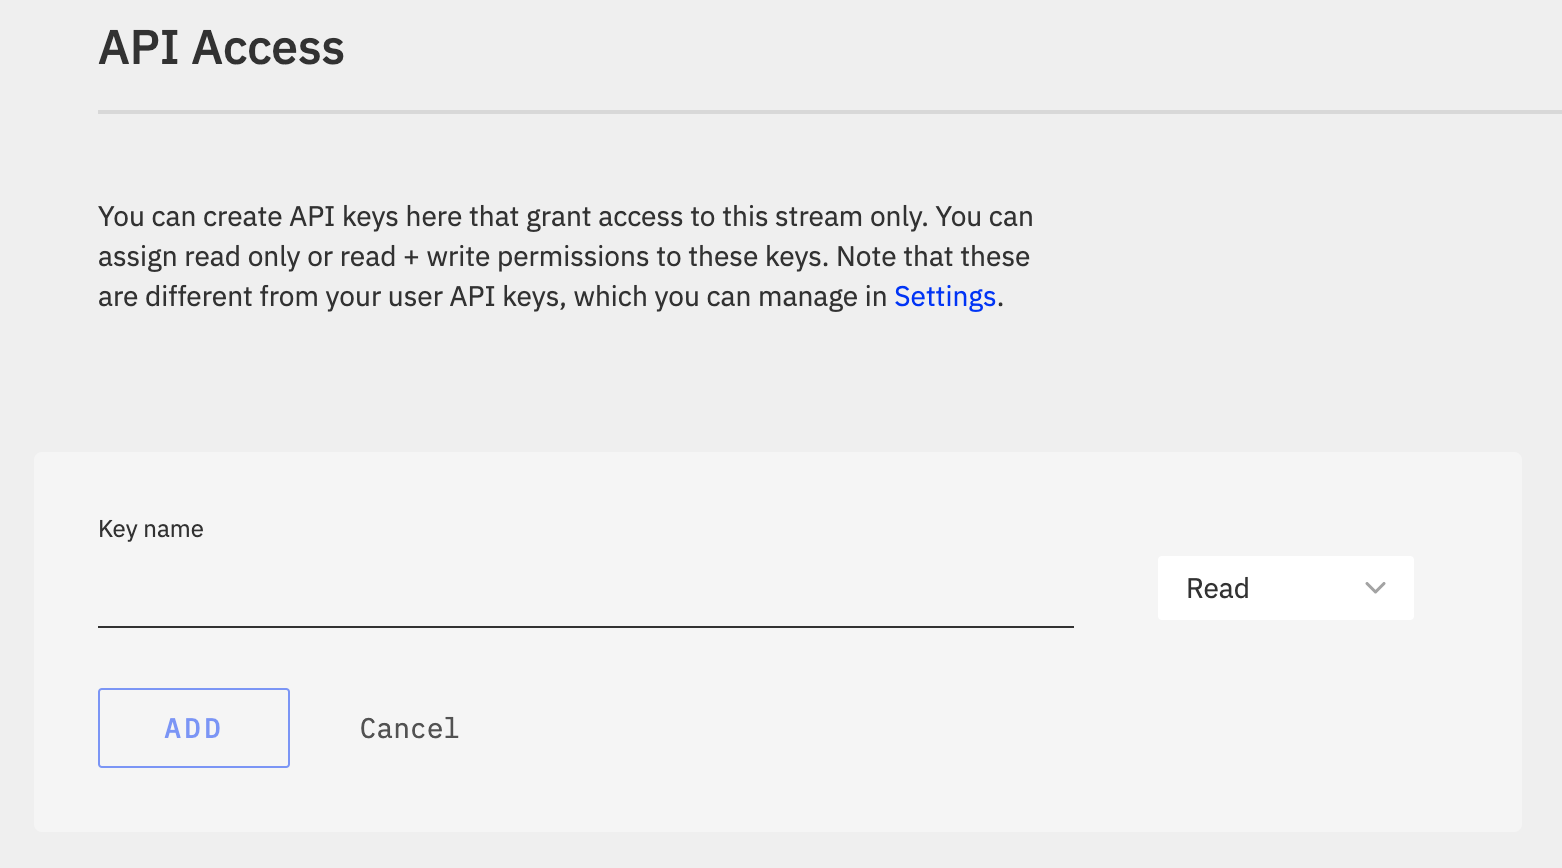 API Access
You can create API keys here that grant access to this stream only. You can
assign read only or read + write permissions to these keys. Note that these
are different from your user API keys, which you can manage in Settings.
Key name
Read
ADD
Cancel